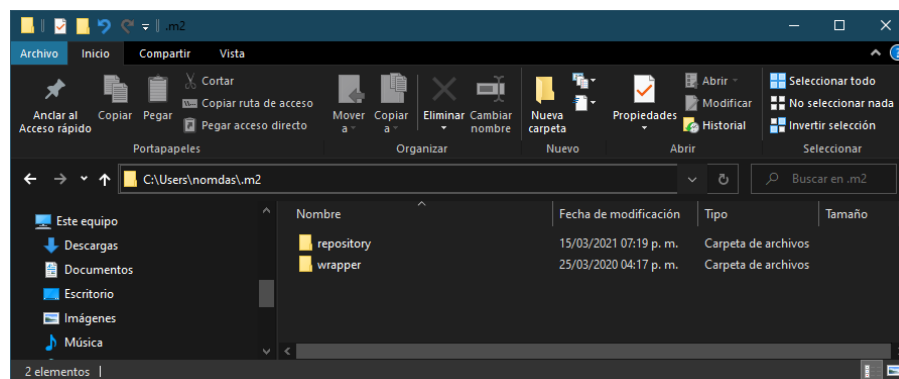 .m2
Archivo Inicio Compartir Vista
Anclar al Acceso rápido
Copiar
Pegar
Cortar
Copiar ruta de acceso
Pegar acceso directo
Portapapeles
Mover a
Copiar a
Eliminar
Cambiar nombre
Organizar
Nueva carpeta
Nuevo
Propiedades
Abrir
Modificar
Historial
Abrir
Seleccionar todo
No seleccionar nada
Invertir selección
Seleccionar
C:\Users\nomdas\.m2
Buscar en .m2
Este equipo
Descargas
Documentos
Escritorio
Imágenes
Música
Nombre Fecha de modificación Tipo Tamaño
repository 15/03/2021 07:19 p. m. Carpeta de archivos
wrapper 25/03/2020 04:17 p. m. Carpeta de archivos
2 elementos